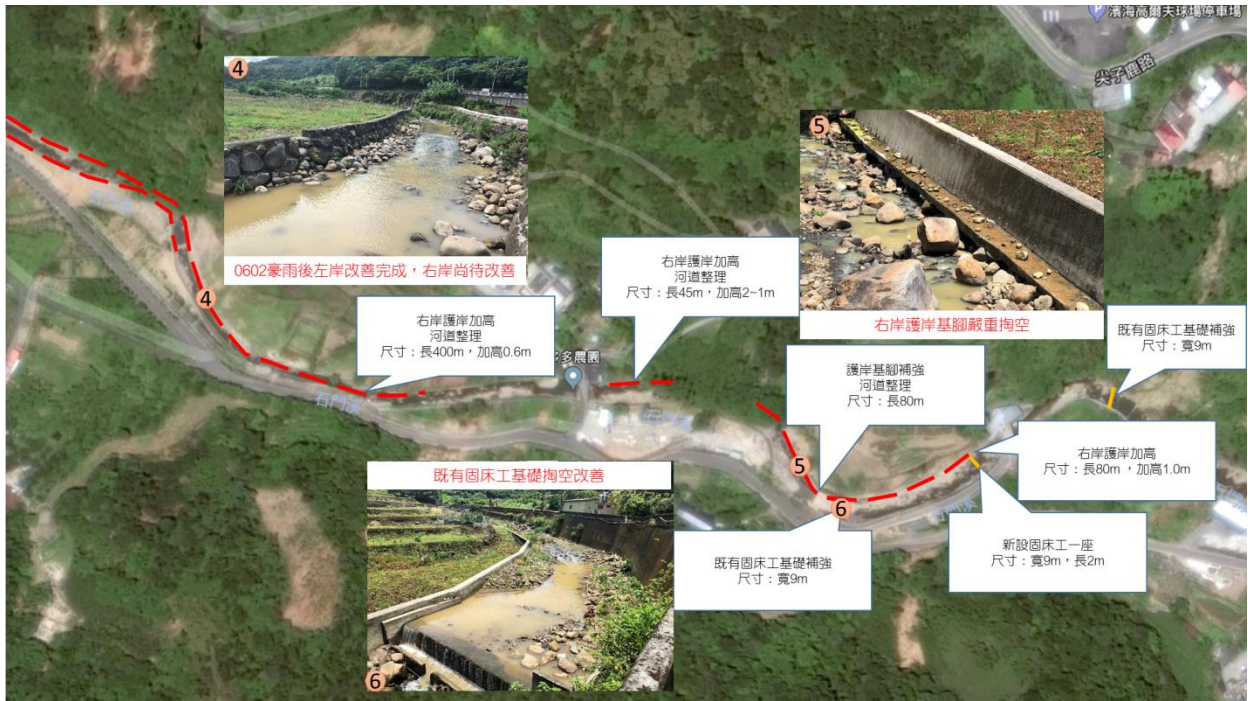 濱海高爾夫球場停車場
尖子鹿路
4
0602豪雨後左岸改善完成，右岸尚待改善
5
右岸護岸基腳嚴重掏空
右岸護岸加高
河道整理
尺寸：長45m，加高2~1m
既有固床工基礎補強
尺寸：寬9m
4
右岸護岸加高
河道整理
尺寸：長400m，加高0.6m
多農園
護岸基腳補強
河道整理
尺寸：長80m
石門溪
右岸護岸加高
尺寸：長80m，加高1.0m
5
既有固床工基礎掏空改善
6
既有固床工基礎補強
尺寸：寬9m
新設固床工一座
尺寸：寬9m，長2m
6